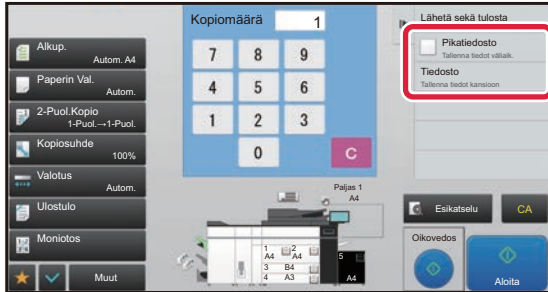 Kopiomäärä 1
Lähetä sekä tulosta
Pikatiedosto
Tallenna tiedot väliaik.
Tiedosto
Tallenna tiedot kansioon
Alkup.
Autom. A4
Paperin Val.
Autom.
2-Puol.Kopio
1-Puol.→1-Puol.
Kopiosuhde
100%
Valotus
Autom.
Ulostulo
Moniotos
Muut
7 8 9
4 5 6
1 2 3
0 C
Paljas 1
A4
1 A4 2 A4
3 B4
4 A3
5
A4
Esikatselu
CA
Oikovedos
Aloita